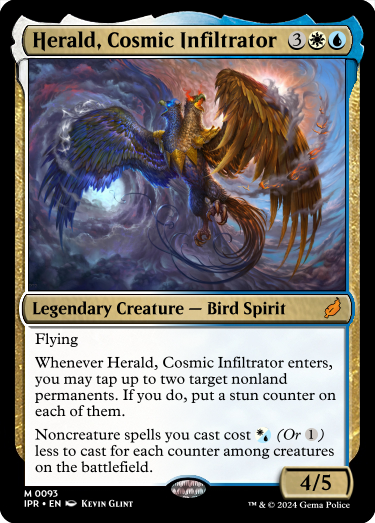 Herald, Cosmic Infiltrator 3
Legendary Creature — Bird Spirit
Flying
Whenever Herald, Cosmic Infiltrator enters,
you may tap up to two target nonland
permanents. If you do, put a stun counter on
each of them.
Noncreature spells you cast cost (Or 1)
less to cast for each counter among creatures
on the battlefield.
4/5
M 0093
IPR • EN Kevin Glint
™ & © 2024 Gema Police